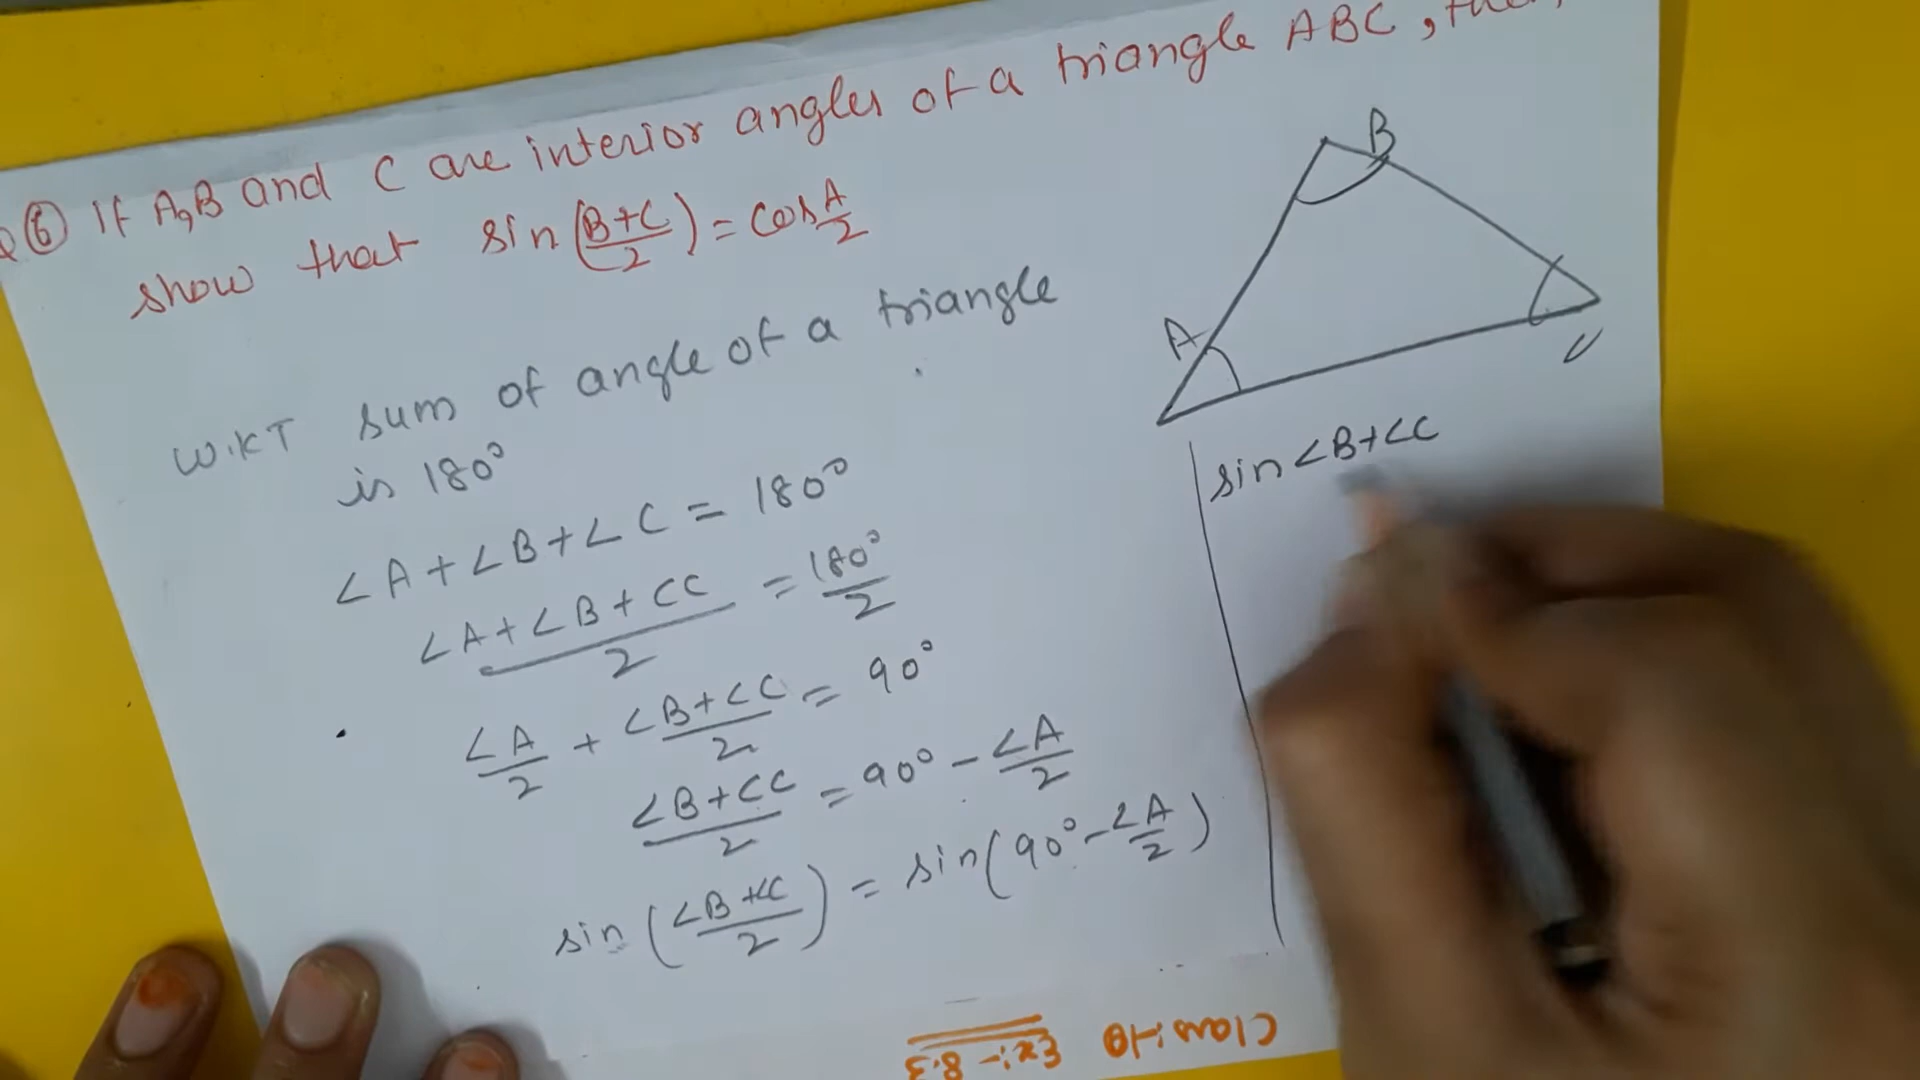 Q⑥ If A,B and C are interior angles of a triangle ABC,
show that sin(B+C/2)=cos A/2
W.K.T sum of angle of a triangle
is 180°
∠A+∠B+∠C=180°
∠A+∠B+∠C/2=180°/2
∠A/2+∠B+∠C/2=90°
∠B+∠C/2=90°-∠A/2
sin(∠B+∠C/2)=sin(90°-∠A/2)
B
A
C
sin∠B+∠C
Class:-10
Ex:- 8.3